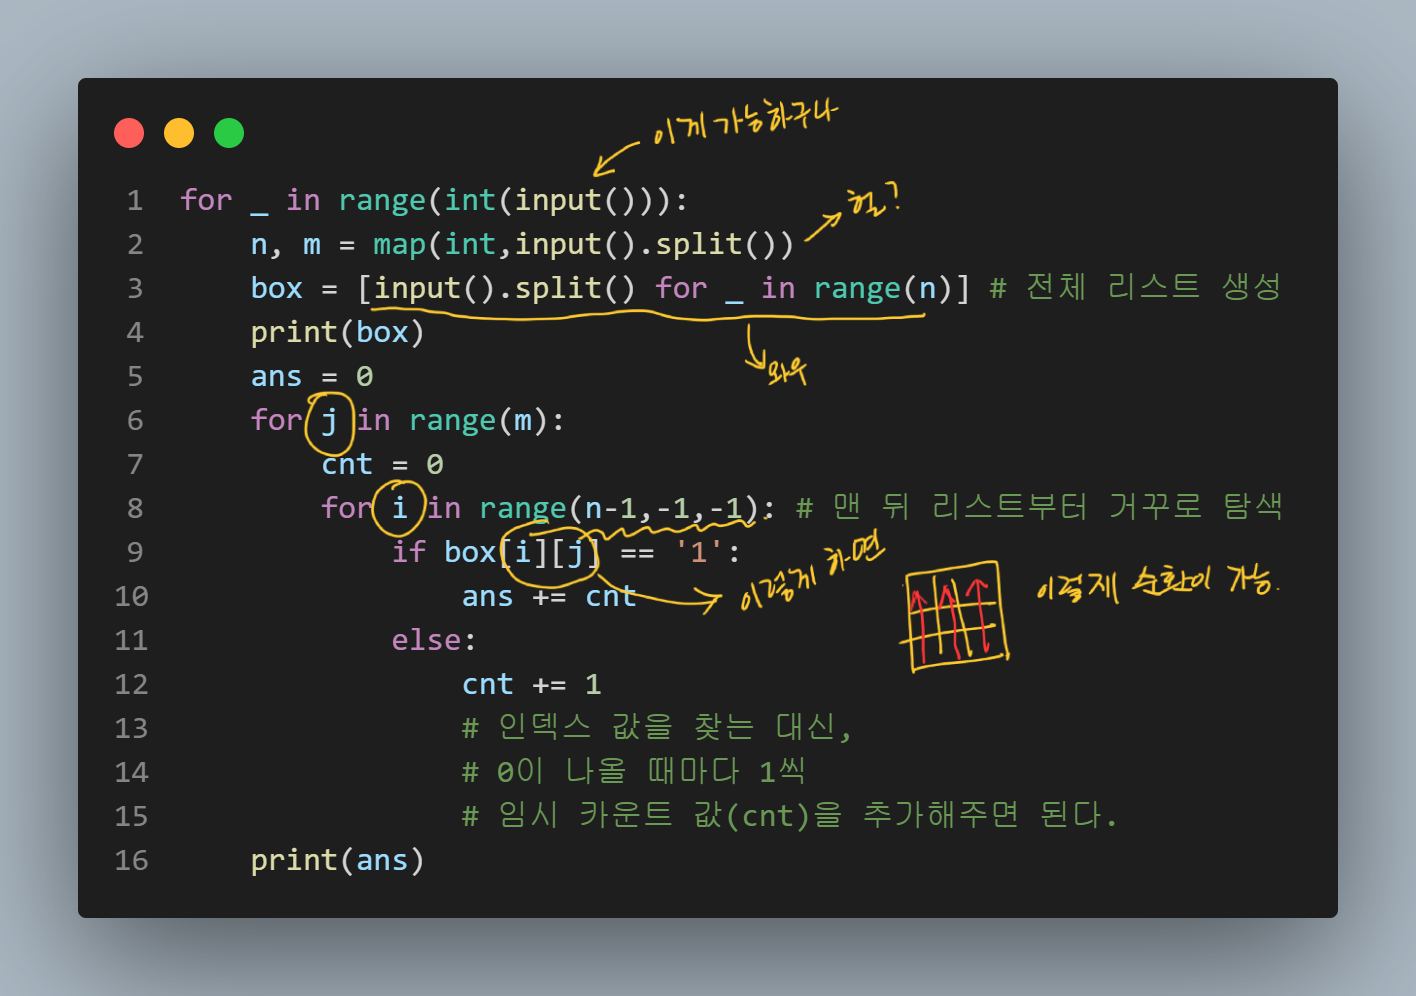 이게 가능하구나
1 for _ in range(int(input())):
헐?
2     n, m = map(int,input().split())
3     box = [input().split() for _ in range(n)] # 전체 리스트 생성
4     print(box)
와우
5     ans = 0
6     for j in range(m):
7         cnt = 0
8         for i in range(n-1,-1,-1): # 맨 뒤 리스트부터 거꾸로 탐색
9             if box[i][j] == '1':
이렇게 하면
이렇게 순환이 가능.
10                 ans += cnt
11             else:
12                 cnt += 1
13                 # 인덱스 값을 찾는 대신,
14                 # 0이 나올 때마다 1씩
15                 # 임시 카운트 값(cnt)을 추가해주면 된다.
16     print(ans)